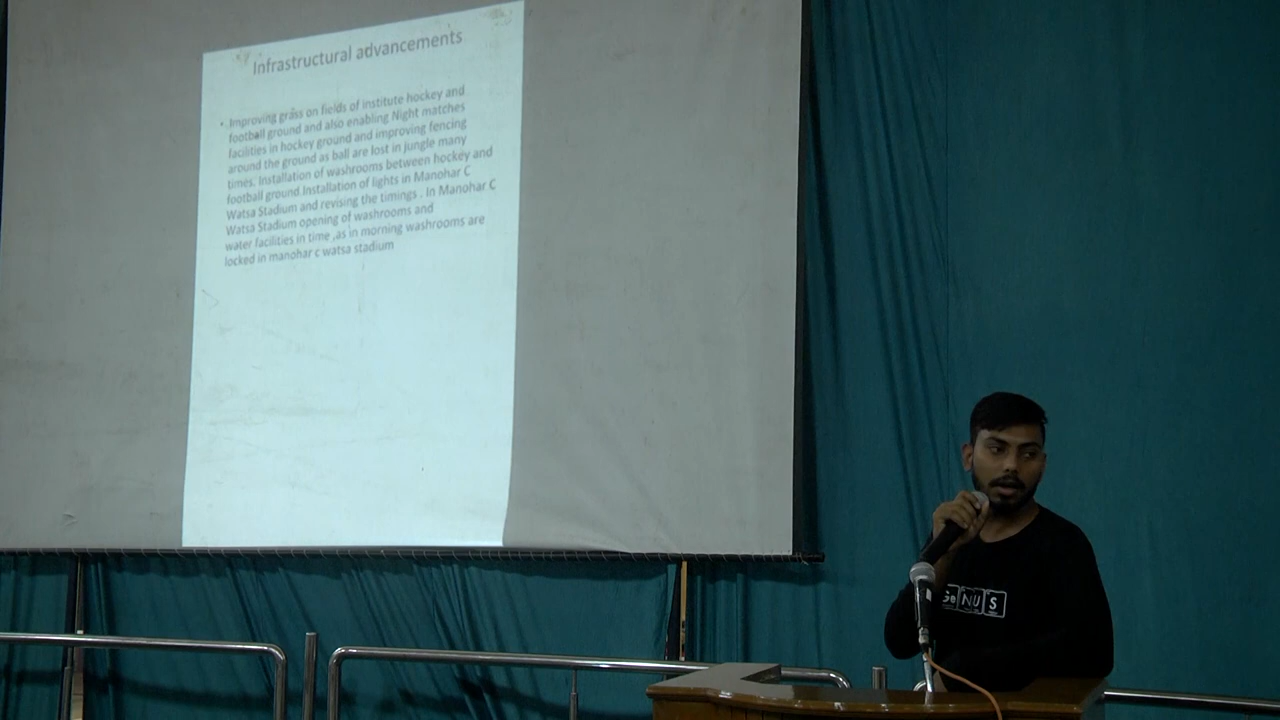 Infrastructural advancements
• Improving grass on fields of institute hockey and
football ground and also enabling Night matches
facilities in hockey ground and improving fencing
around the ground as ball are lost in jungle many
times. Installation of washrooms between hockey and
football ground.Installation of lights in Manohar C
Watsa Stadium and revising the timings . In Manohar C
Watsa Stadium opening of washrooms and
water facilities in time ,as in morning washrooms are
locked in manohar c watsa stadium
Ge NU S